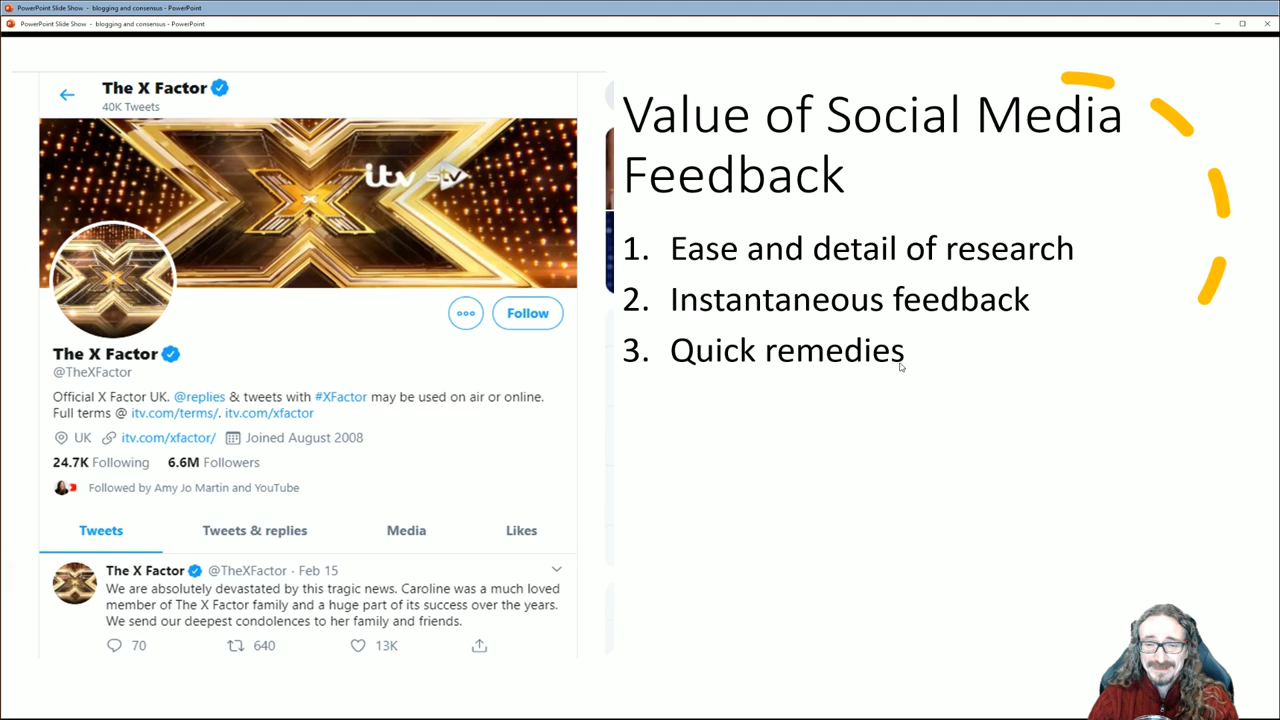 PowerPoint Slide Show - blogging and consensus - PowerPoint
PowerPoint Slide Show - blogging and consensus - PowerPoint
The X Factor
40K Tweets
itv stv
Follow
The X Factor
@TheXFactor
Official X Factor UK. @replies & tweets with #XFactor may be used on air or online.
Full terms @ itv.com/terms/. itv.com/xfactor
UK itv.com/xfactor/ Joined August 2008
24.7K Following 6.6M Followers
Followed by Amy Jo Martin and YouTube
Tweets Tweets & replies Media Likes
The X Factor @TheXFactor · Feb 15
We are absolutely devastated by this tragic news. Caroline was a much loved
member of The X Factor family and a huge part of its success over the years.
We send our deepest condolences to her family and friends.
70 640 13K
Value of Social Media
Feedback
1. Ease and detail of research
2. Instantaneous feedback
3. Quick remedies